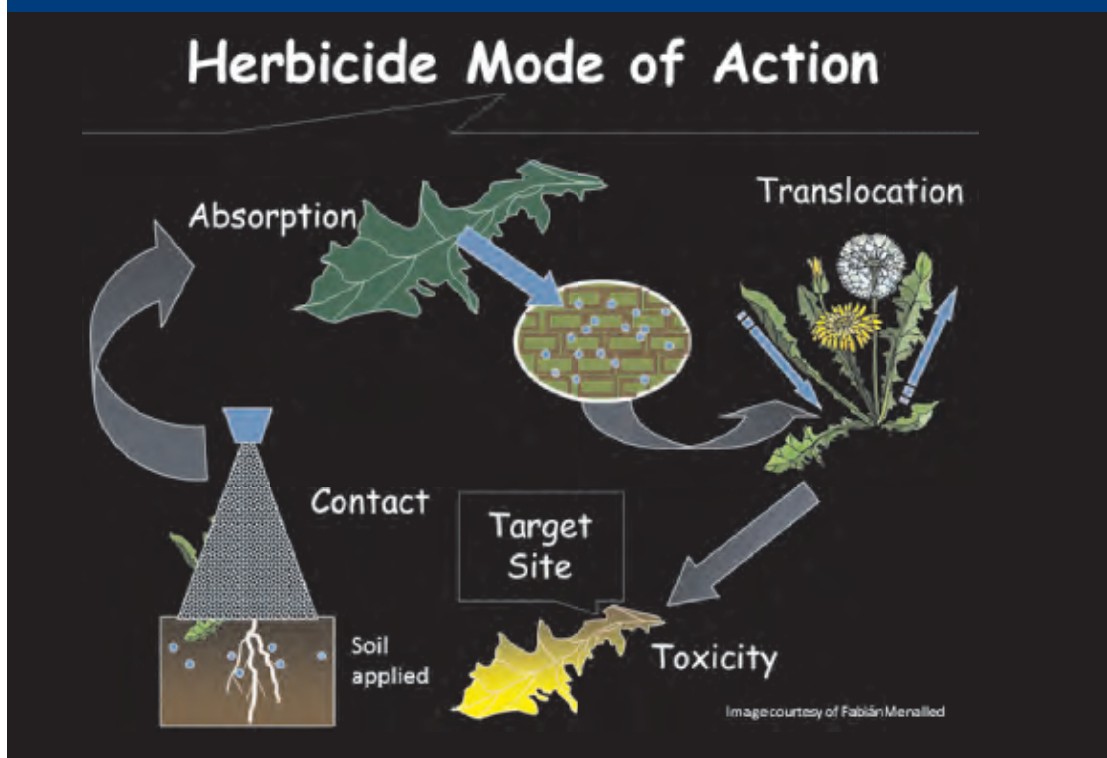 Herbicide Mode of Action
Absorption
Translocation
Contact
Soil
applied
Target
Site
Toxicity
Image courtesy of Fabián Menalled